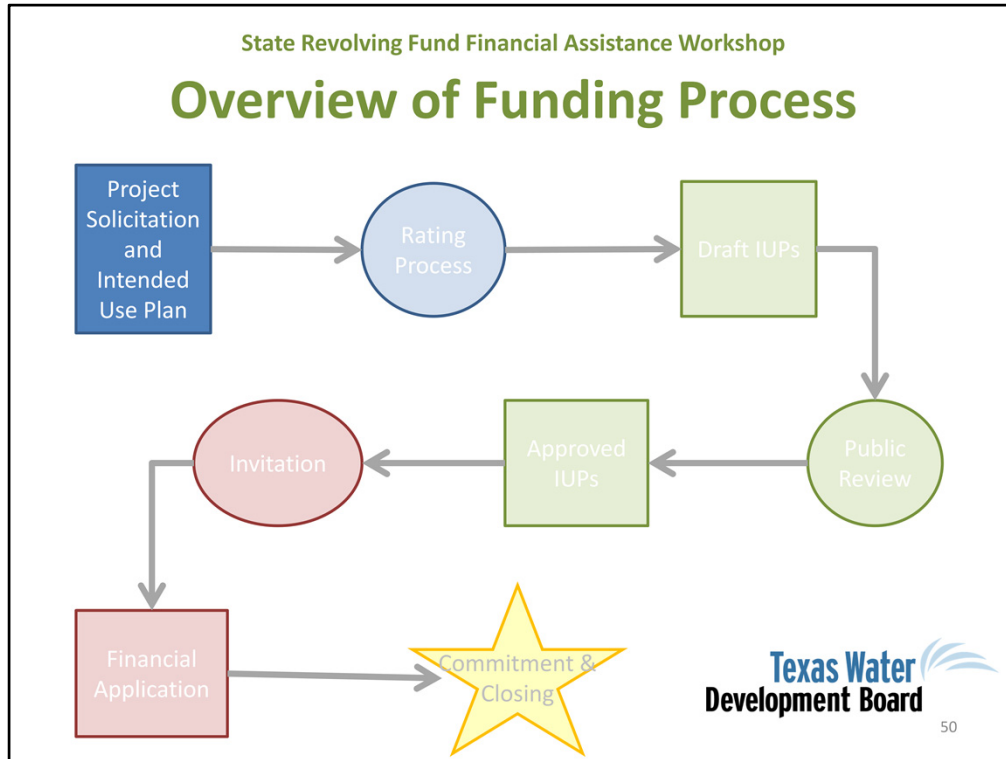 State Revolving Fund Financial Assistance Workshop
Overview of Funding Process
Project
Solicitation
and
Intended
Use Plan
Rating
Process
Draft IUPs
Public
Review
Approved
IUPs
Invitation
Financial
Application
Commitment &
Closing
Texas Water
Development Board
50